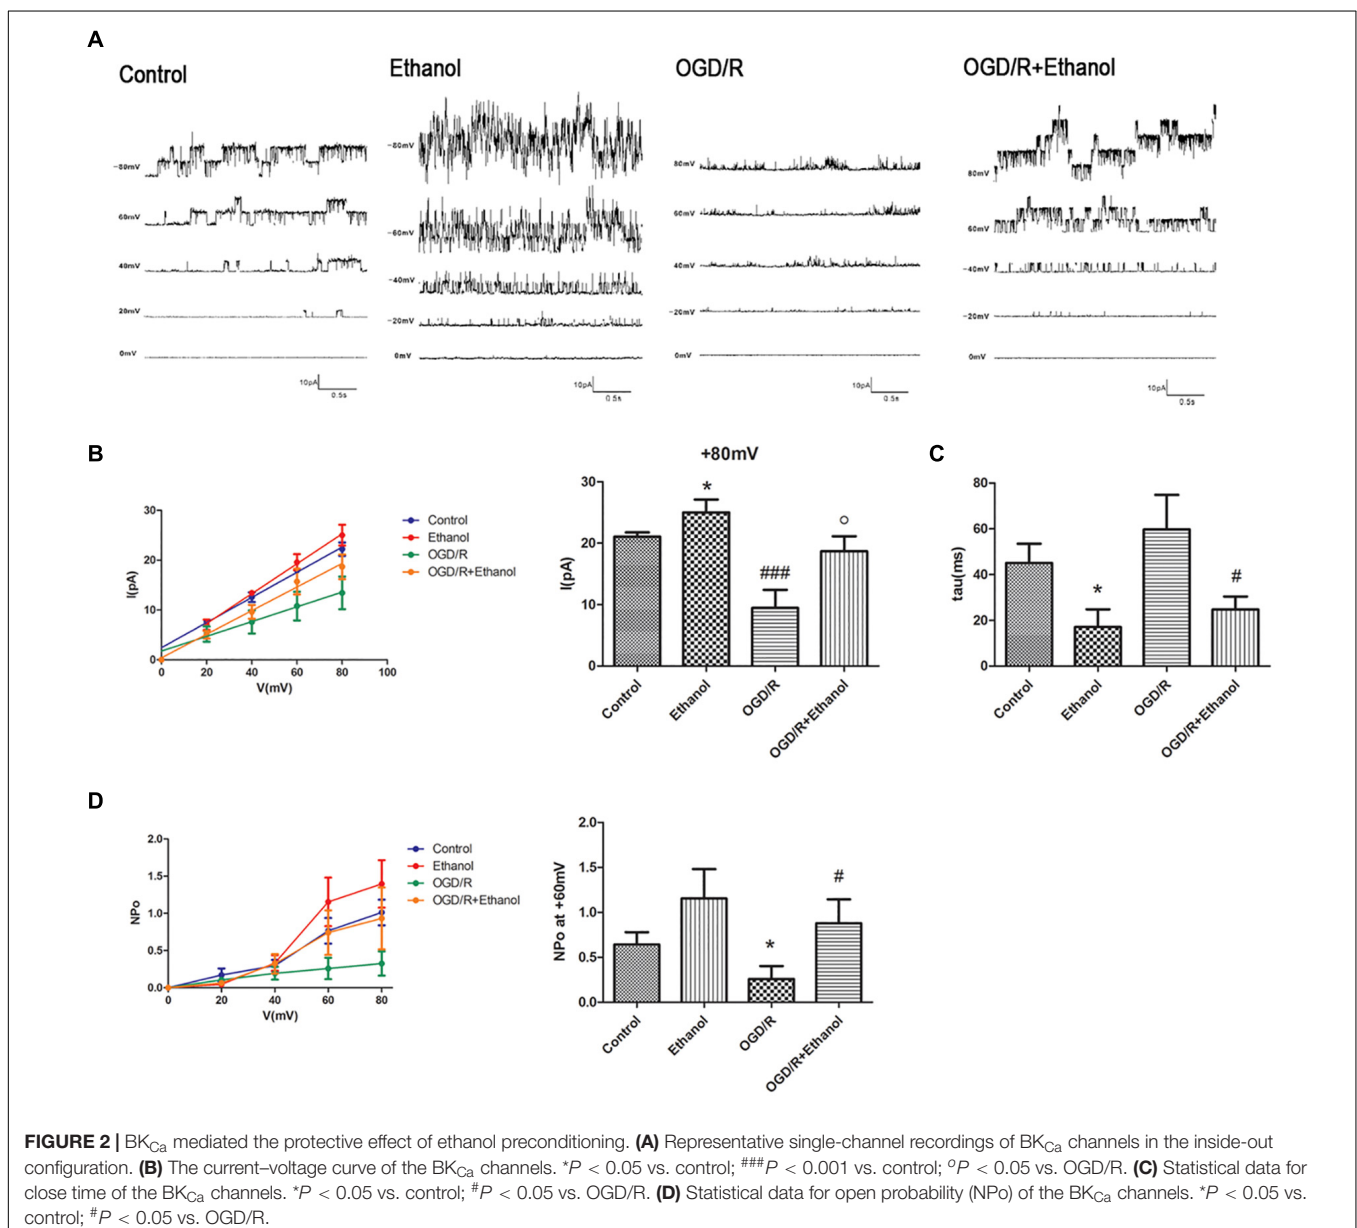 A
Control
Ethanol
OGD/R
OGD/R+Ethanol
−80mV
60mV
40mV
20mV
0mV
10pA
0.5s
−80mV
−60mV
−40mV
−20mV
0mV
10pA
0.5s
80mV
60mV
40mV
−20mV
0mV
10pA
0.5s
80mV
60mV
−40mV
−20mV
0mV
10pA
0.5s
B
I(pA)
30
20
10
0
0 20 40 60 80 100
V(mV)
Control
Ethanol
OGD/R
OGD/R+Ethanol
+80mV
I(pA)
30
20
10
0
*
###
○
Control
Ethanol
OGD/R
OGD/R+Ethanol
C
tau(ms)
80
60
40
20
0
*
#
Control
Ethanol
OGD/R
OGD/R+Ethanol
D
NPo
2.0
1.5
1.0
0.5
0.0
0 20 40 60 80
V(mV)
Control
Ethanol
OGD/R
OGD/R+Ethanol
NPo at +60mV
2.0
1.5
1.0
0.5
0.0
*
#
Control
Ethanol
OGD/R
OGD/R+Ethanol
FIGURE 2 | BKCa mediated the protective effect of ethanol preconditioning. (A) Representative single-channel recordings of BKCa channels in the inside-out
configuration. (B) The current–voltage curve of the BKCa channels. *P < 0.05 vs. control; ###P < 0.001 vs. control; oP < 0.05 vs. OGD/R. (C) Statistical data for
close time of the BKCa channels. *P < 0.05 vs. control; #P < 0.05 vs. OGD/R. (D) Statistical data for open probability (NPo) of the BKCa channels. *P < 0.05 vs.
control; #P < 0.05 vs. OGD/R.